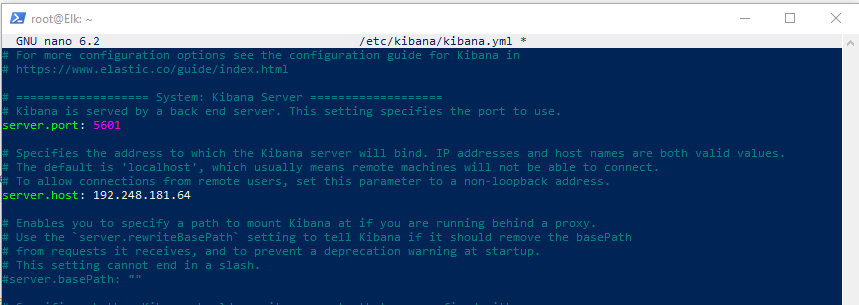 root@Elk: ~
GNU nano 6.2 /etc/kibana/kibana.yml *
# For more configuration options see the configuration guide for Kibana in
# https://www.elastic.co/guide/index.html
# =================== System: Kibana Server ===================
# Kibana is served by a back end server. This setting specifies the port to use.
server.port: 5601
# Specifies the address to which the Kibana server will bind. IP addresses and host names are both valid values.
# The default is 'localhost', which usually means remote machines will not be able to connect.
# To allow connections from remote users, set this parameter to a non-loopback address.
server.host: 192.248.181.64
# Enables you to specify a path to mount Kibana at if you are running behind a proxy.
# Use the `server.rewriteBasePath` setting to tell Kibana if it should remove the basePath
# from requests it receives, and to prevent a deprecation warning at startup.
# This setting cannot end in a slash.
#server.basePath: ""